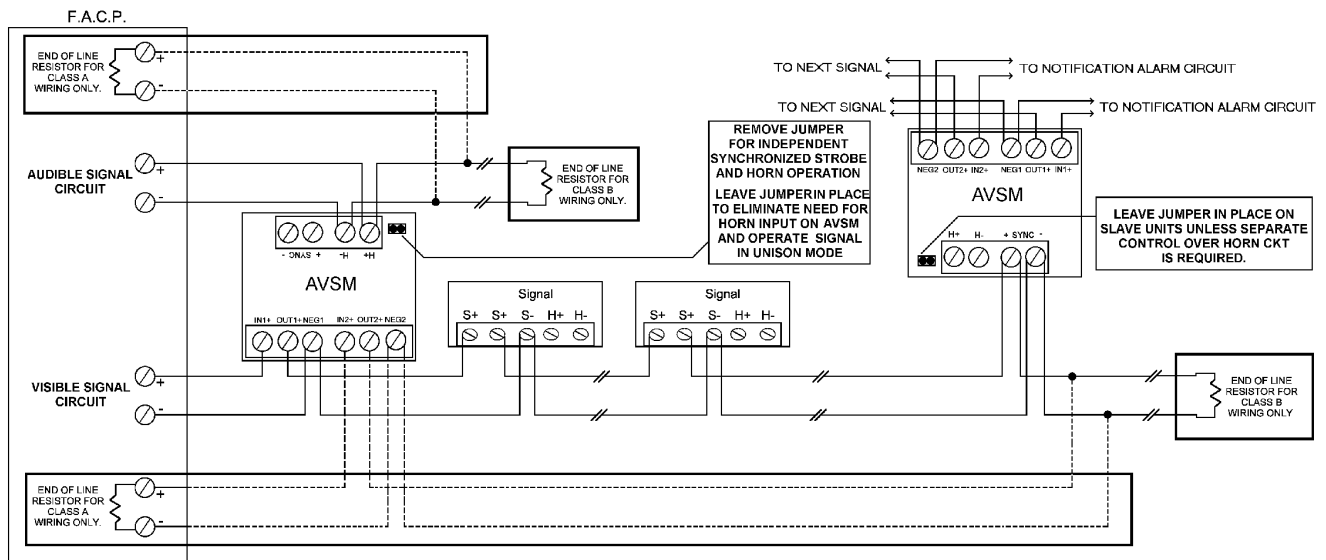 F.A.C.P.
END OF LINE
RESISTOR FOR
CLASS A
WIRING ONLY.
+
-
AUDIBLE SIGNAL
CIRCUIT
+
-
END OF LINE
RESISTOR FOR
CLASS B
WIRING ONLY.
- SYNC + H- H+
AVSM
IN1+ OUT1+ NEG1 IN2+ OUT2+ NEG2
REMOVE JUMPER
FOR INDEPENDENT
SYNCHRONIZED STROBE
AND HORN OPERATION
LEAVE JUMPER IN PLACE
TO ELIMINATE NEED FOR
HORN INPUT ON AVSM
AND OPERATE SIGNAL
IN UNISON MODE
TO NEXT SIGNAL
TO NOTIFICATION ALARM CIRCUIT
TO NEXT SIGNAL
TO NOTIFICATION ALARM CIRCUIT
NEG2 OUT2+ IN2+ NEG1 OUT1+ IN1+
AVSM
H+ H- + SYNC -
LEAVE JUMPER IN PLACE ON
SLAVE UNITS UNLESS SEPARATE
CONTROL OVER HORN CKT
IS REQUIRED.
Signal
S+ S+ S- H+ H-
Signal
S+ S+ S- H+ H-
VISIBLE SIGNAL
CIRCUIT
+
-
END OF LINE
RESISTOR FOR
CLASS B
WIRING ONLY
END OF LINE
RESISTOR FOR
CLASS A
WIRING ONLY.
+
-